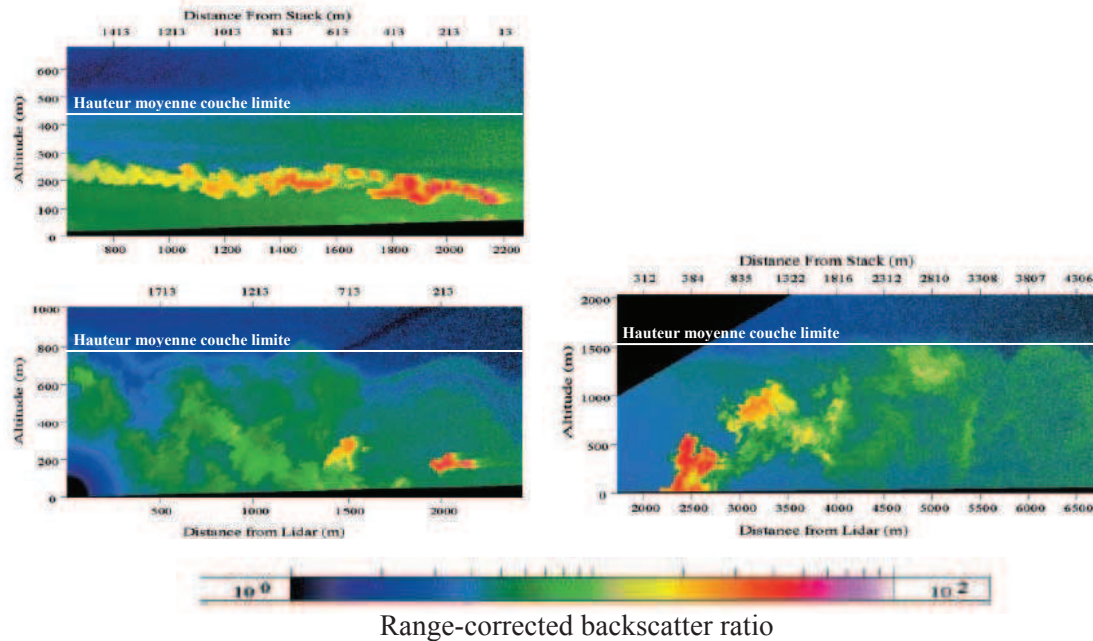 Distance From Stack (m)
1413 1213 1013 813 613 413 213 13
600
500
Hauteur moyenne couche limite
400
300
200
100
0
Altitude (m)
800 1000 1200 1400 1600 1800 2000 2200
1713 1213 713 213
1000
800
Hauteur moyenne couche limite
600
400
200
0
Altitude (m)
500 1000 1500 2000
Distance from Lidar (m)
Distance From Stack (m)
312 384 835 1322 1816 2312 2810 3308 3807 4306
2000
Hauteur moyenne couche limite
1500
1000
500
0
Altitude (m)
2000 2500 3000 3500 4000 4500 5000 5500 6000 6500
Distance from Lidar (m)
10 0 10 -2
Range-corrected backscatter ratio